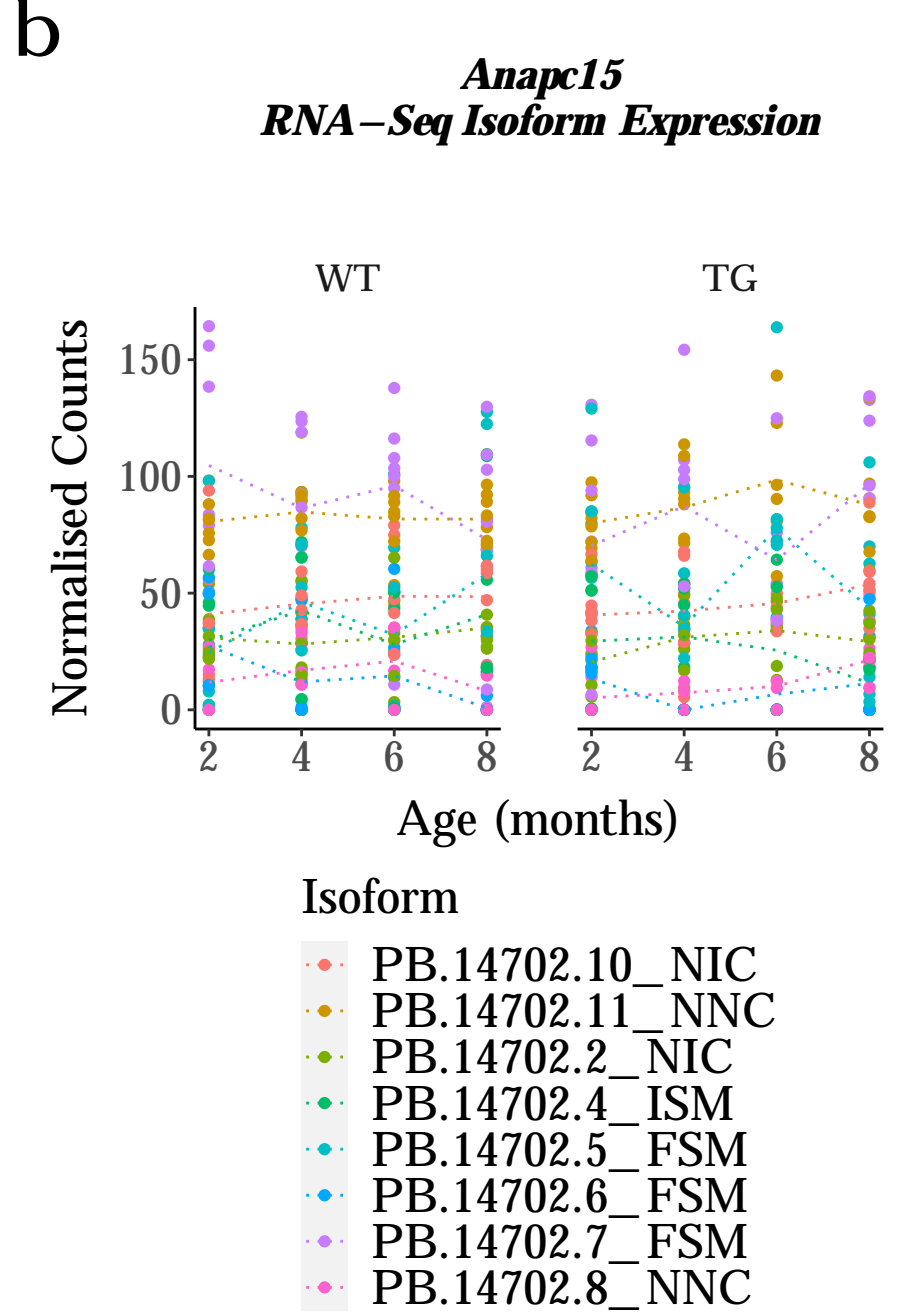 b
Anapc15
RNA−Seq Isoform Expression
WT TG
Normalised Counts
150
100
50
0
2 4 6 8 2 4 6 8
Age (months)
Isoform
PB.14702.10_NIC
PB.14702.11_NNC
PB.14702.2_NIC
PB.14702.4_ISM
PB.14702.5_FSM
PB.14702.6_FSM
PB.14702.7_FSM
PB.14702.8_NNC